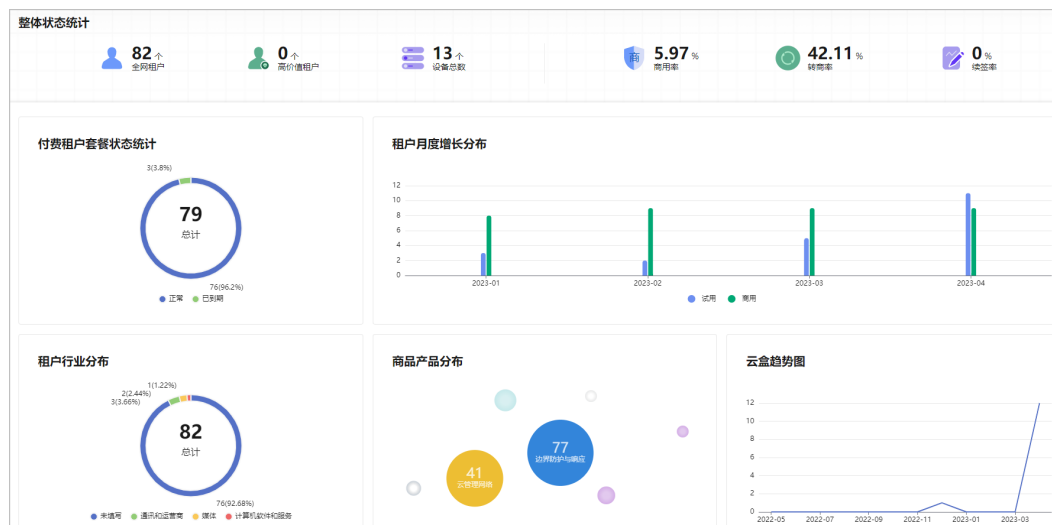 整体状态统计
82 个 0 个 13 个 5.97 % 42.11 % 0 %
全网租户 高价值租户 设备总数 商 商用率 转商率 续签率
付费租户套餐状态统计
3(3.8%)
79
总计
76(96.2%)
正常 已到期
租户月度增长分布
12
10
8
6
4
2
0
2023-01 2023-02 2023-03 2023-04
试用 商用
租户行业分布
1(1.22%)
2(2.44%)
3(3.66%)
82
总计
76(92.68%)
未填写 通讯和运营商 媒体 计算机软件和服务
商品产品分布
77
边界防护与响应
41
云管理网络
云盒趋势图
12
10
8
6
4
2
0
2022-05 2022-07 2022-09 2022-11 2023-01 2023-03